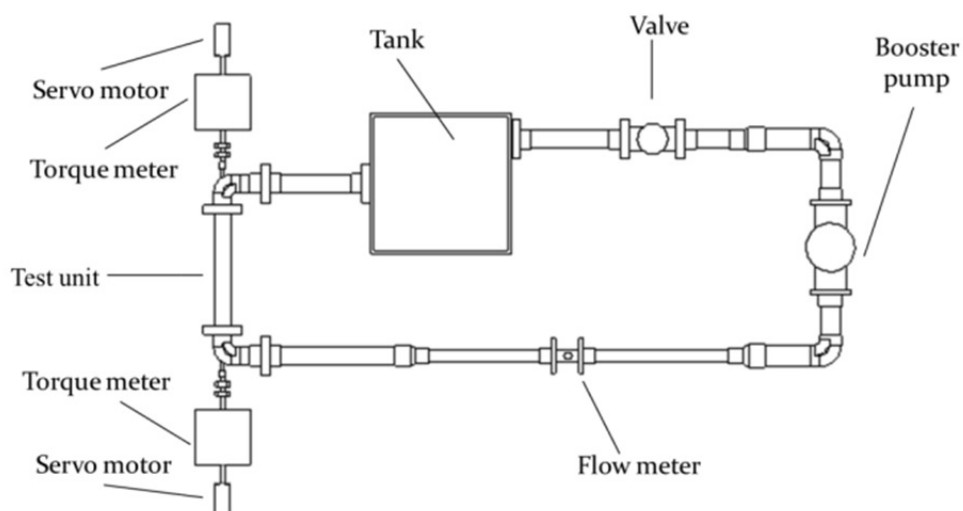 Valve
Tank
Booster
pump
Servo motor
Torque meter
Test unit
Torque meter
Servo motor
Flow meter